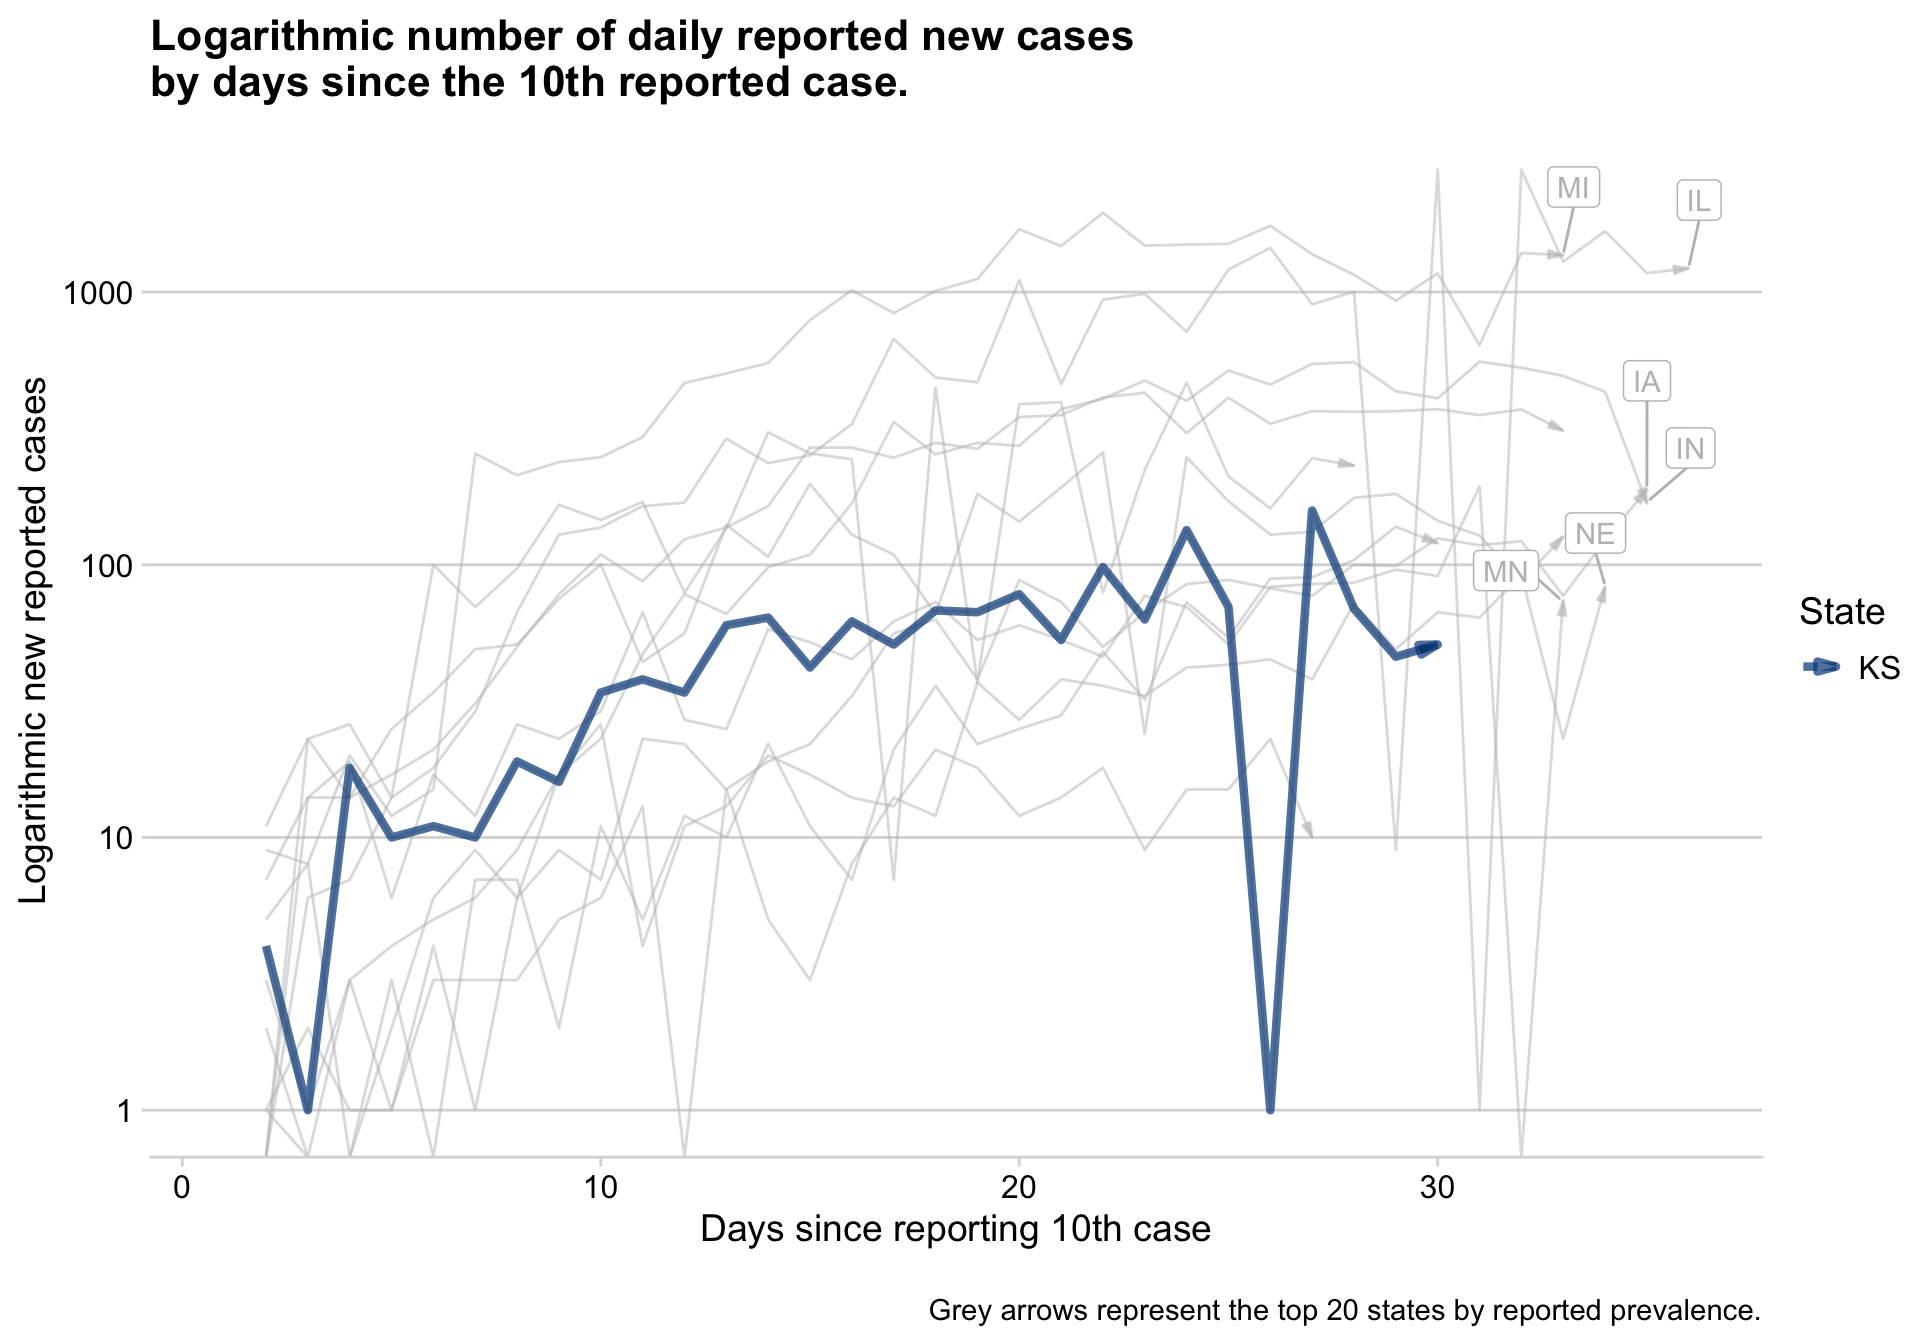 Logarithmic number of daily reported new cases
by days since the 10th reported case.
MI
IL
1000
IA
IN
NE
100
MN
State
KS
10
1
Logarithmic new reported cases
0 10 20 30
Days since reporting 10th case
Grey arrows represent the top 20 states by reported prevalence.